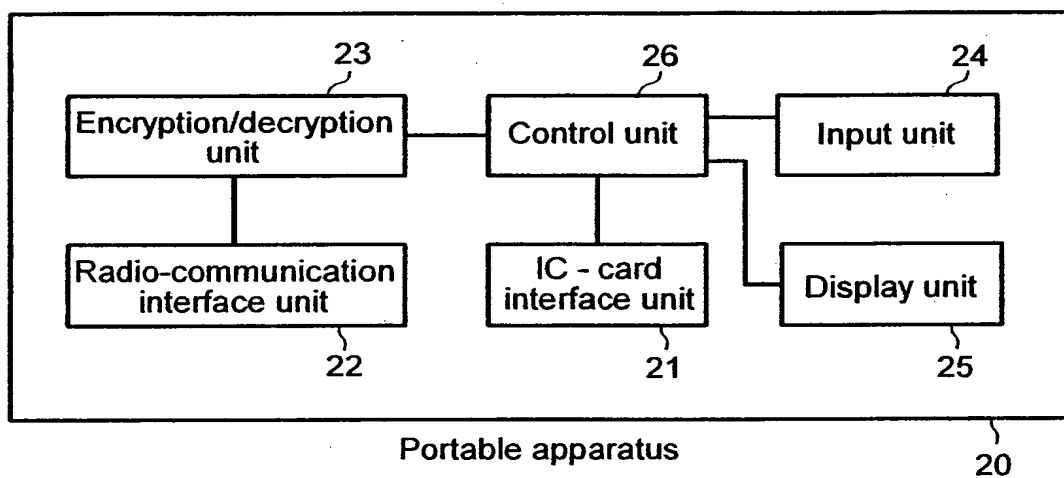 23
26
24
Encryption/decryption
unit
Control unit
Input unit
Radio-communication
interface unit
IC - card
interface unit
Display unit
22
21
25
Portable apparatus
20